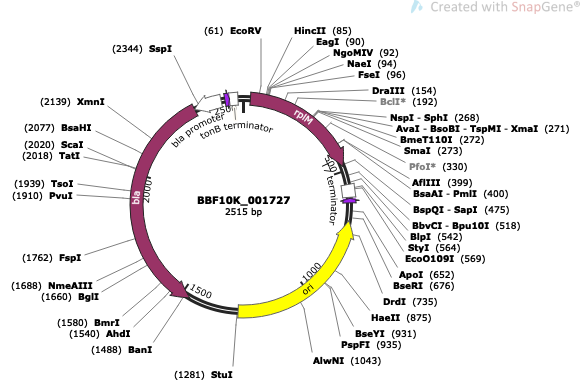 Created with SnapGene®
(61) EcoRV
HincII (85)
EagI (90)
NgoMIV (92)
NaeI (94)
FseI (96)
DraIII (154)
BclI* (192)
NspI - SphI (268)
AvaI - BsoBI - TspMI - XmaI (271)
BmeT110I (272)
SmaI (273)
PfoI* (330)
AflIII (399)
BsaAI - PmlI (400)
BspQI - SapI (475)
BbvCI - Bpu10I (518)
BlpI (542)
StyI (564)
EcoO109I (569)
ApoI (652)
BseRI (676)
DrdI (735)
HaeII (875)
BseYI (931)
PspFI (935)
AlwNI (1043)
(1281) StuI
(1488) BanI
(1540) AhdI
(1580) BmrI
(1660) BglI
(1688) NmeAIII
(1762) FspI
(1910) PvuI
(1939) TsoI
(2018) TatI
(2020) ScaI
(2077) BsaHI
(2139) XmnI
(2344) SspI
rplM
T7 terminator
ori
bla
bla promoter
tonB terminator
500
1000
1500
2000
2500
BBF10K_001727
2515 bp